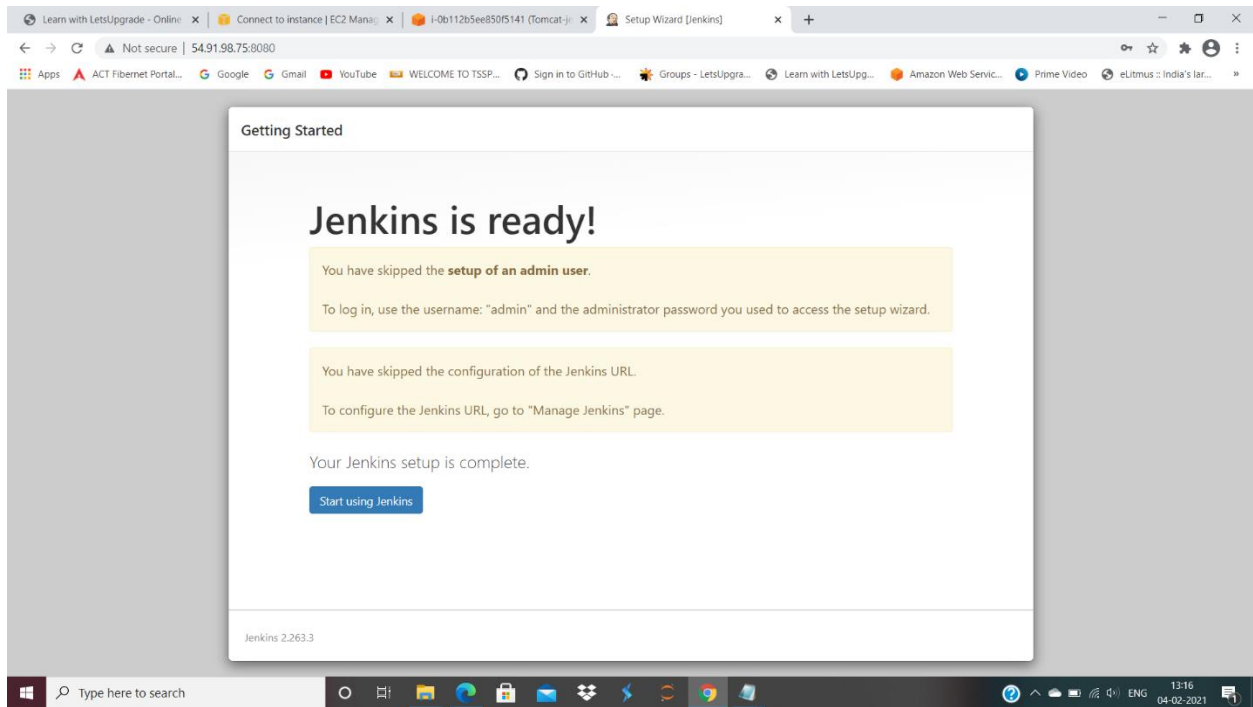 Learn with LetsUpgrade - Online
Connect to instance | EC2 Manag
i-0b112b5ee850f5141 (Tomcat-je
Setup Wizard [Jenkins]
Not secure | 54.91.98.75:8080
Apps
ACT Fibernet Portal...
Google
Gmail
YouTube
WELCOME TO TSSP...
Sign in to GitHub ·...
Groups - LetsUpgra...
Learn with LetsUpg...
Amazon Web Servic...
Prime Video
eLitmus :: India's lar...
Getting Started
Jenkins is ready!
You have skipped the setup of an admin user.
To log in, use the username: "admin" and the administrator password you used to access the setup wizard.
You have skipped the configuration of the Jenkins URL.
To configure the Jenkins URL, go to "Manage Jenkins" page.
Your Jenkins setup is complete.
Start using Jenkins
Jenkins 2.263.3
Type here to search
ENG
13:16
04-02-2021